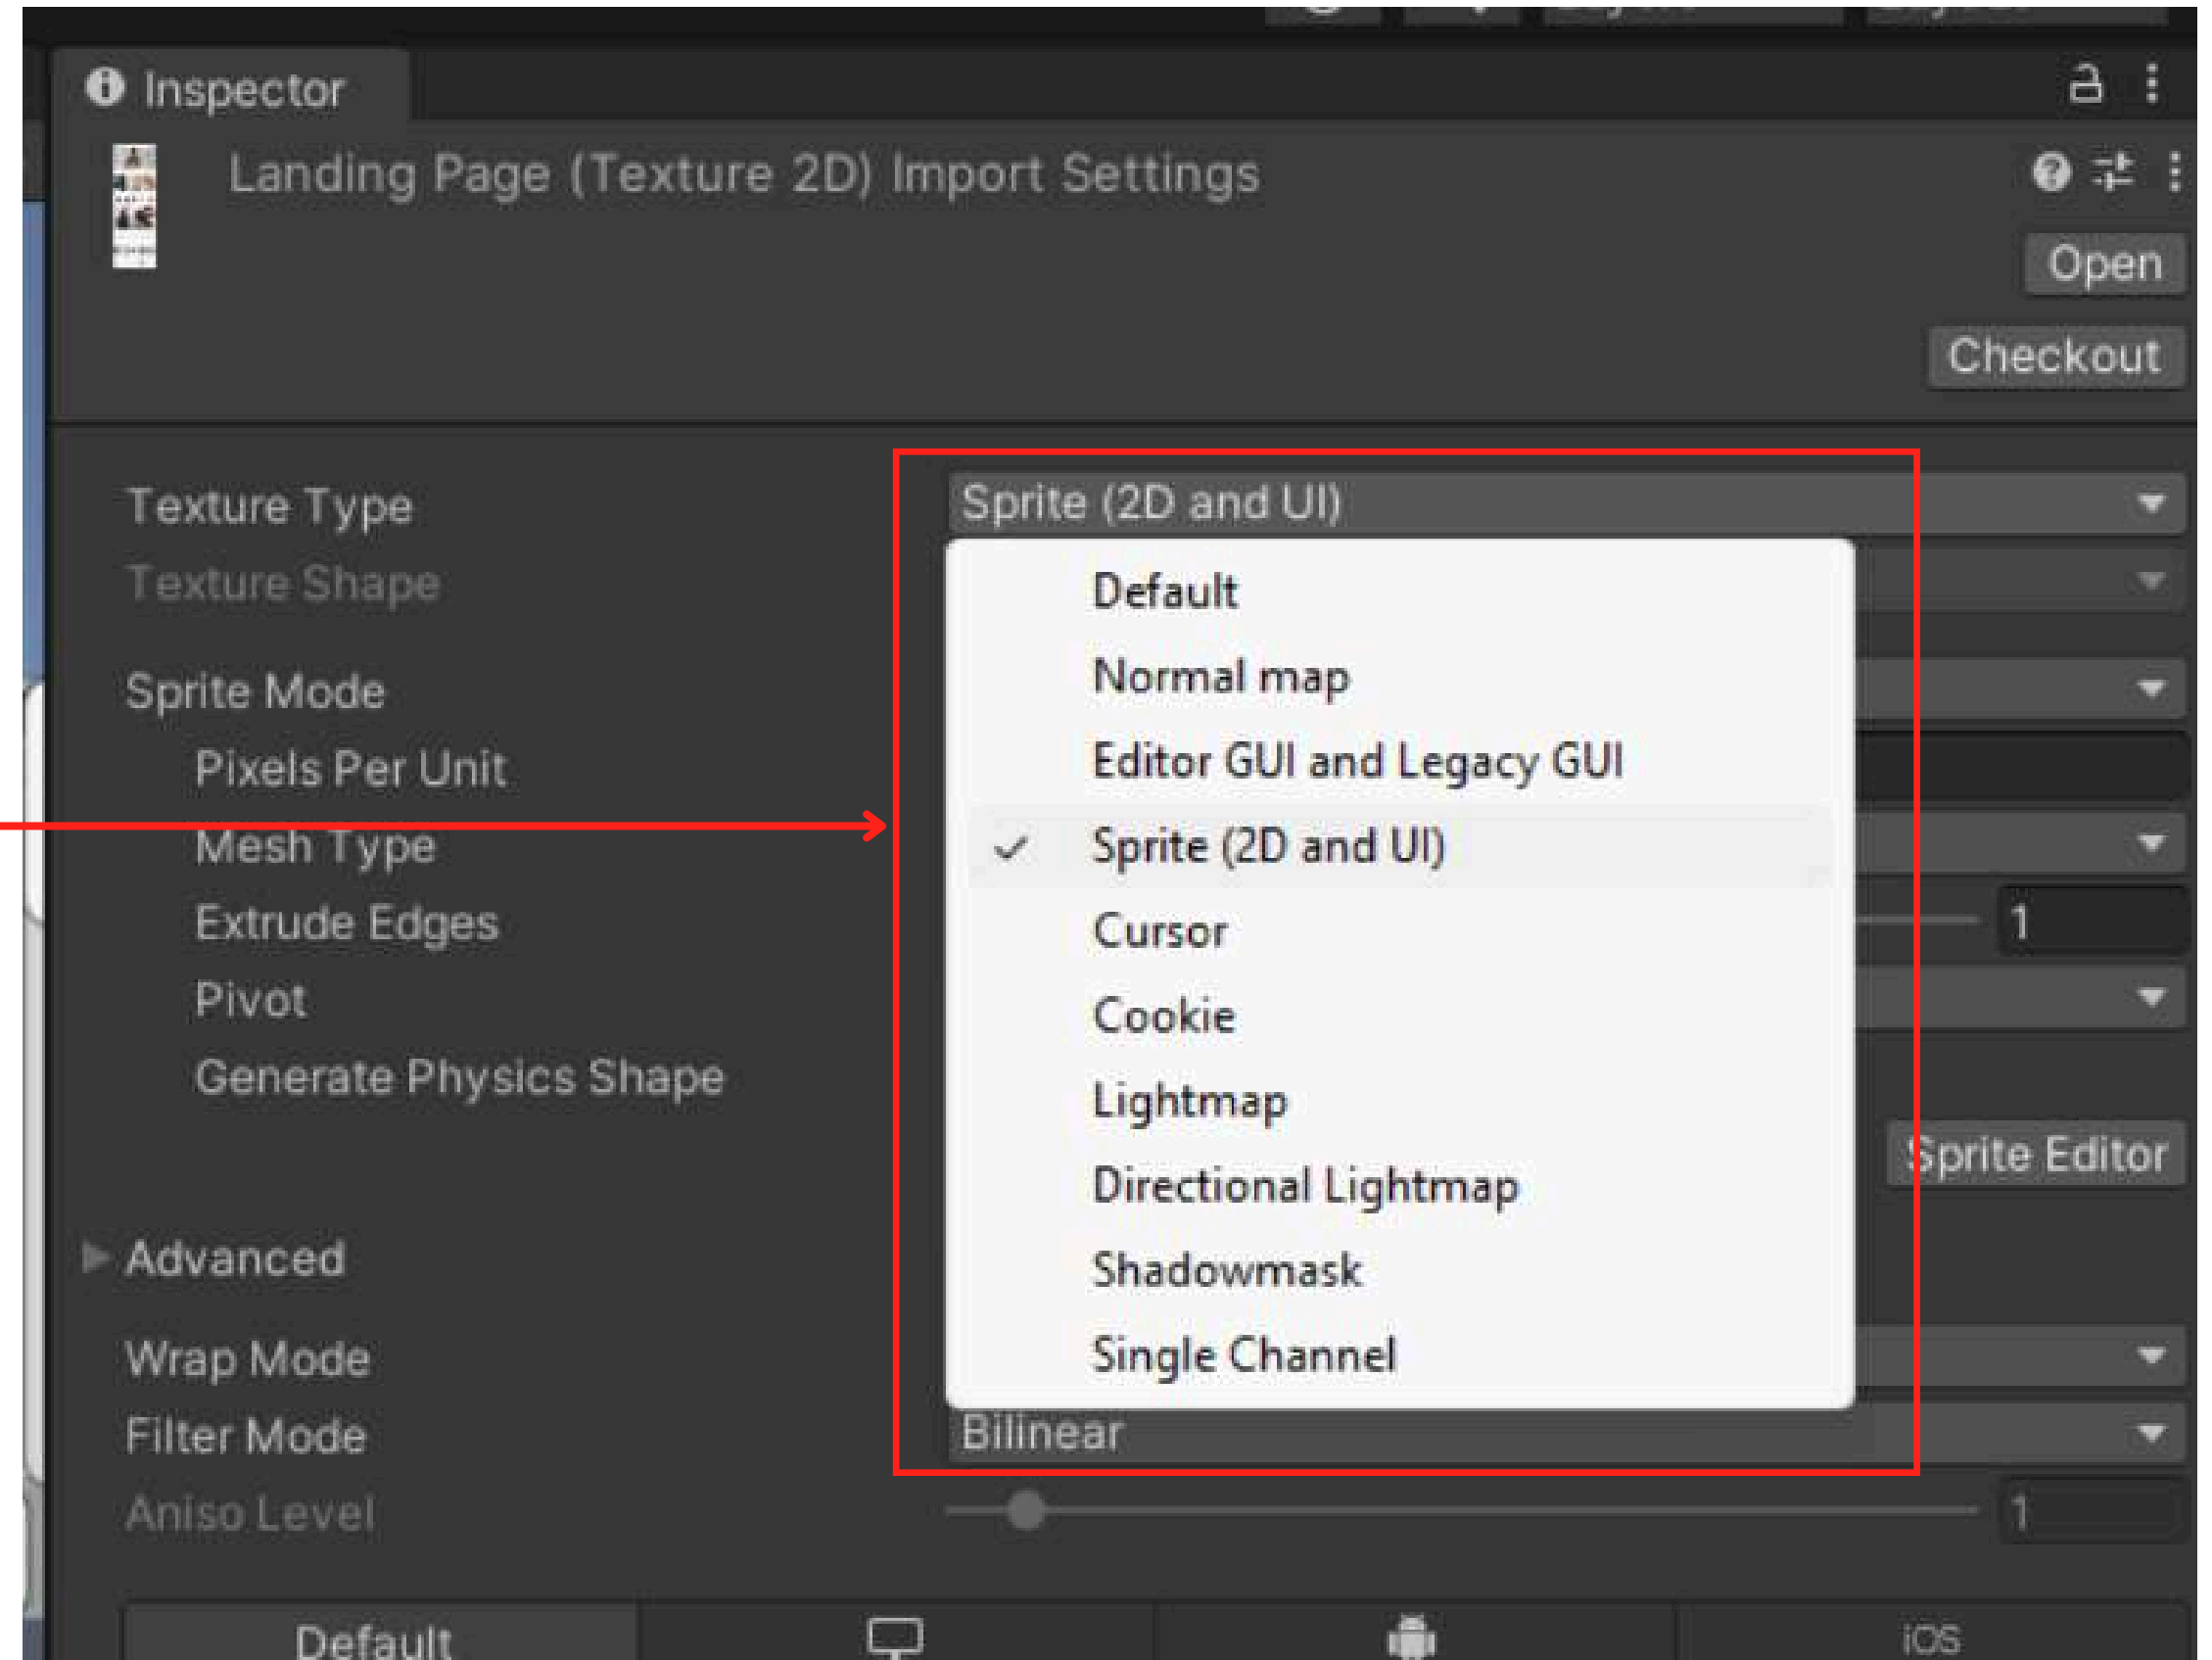 Inspector
Landing Page (Texture 2D) Import Settings
Open
Checkout
Texture Type
Sprite (2D and UI)
Texture Shape
Default
Normal map
Sprite Mode
Editor GUI and Legacy GUI
Pixels Per Unit
Mesh Type
Sprite (2D and UI)
Extrude Edges
Cursor
1
Pivot
Cookie
Generate Physics Shape
Lightmap
Directional Lightmap
Sprite Editor
Advanced
Shadowmask
Wrap Mode
Single Channel
Filter Mode
Bilinear
Aniso Level
1
Default
iOS